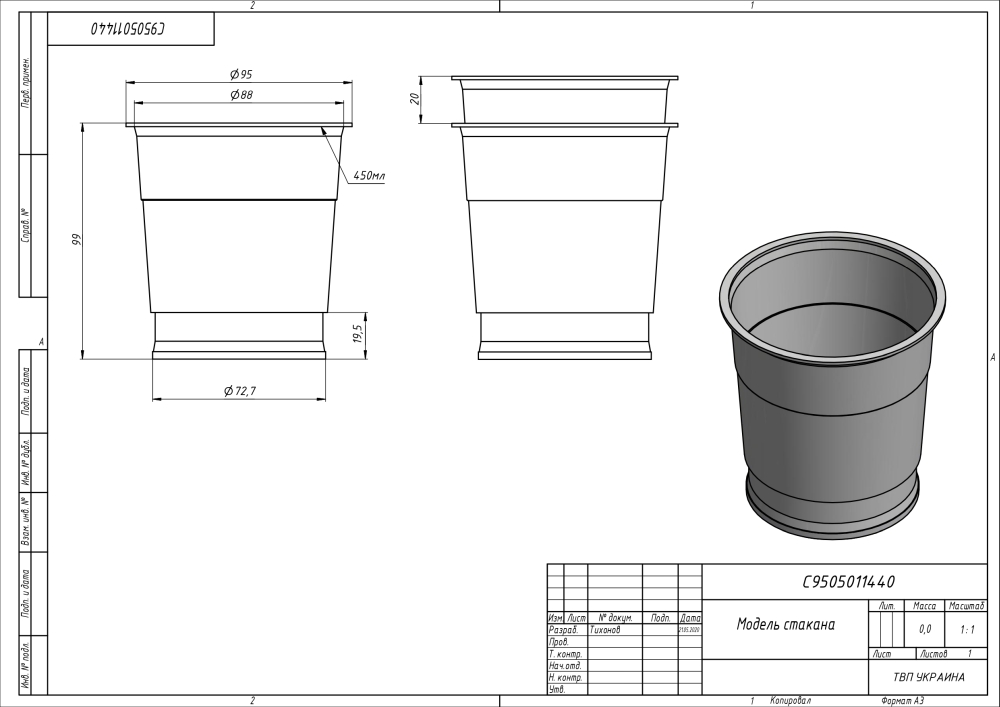 2
1
С9505011440
Перв. примен.
Справ. №
Подп. и дата
Инв. № дубл.
Взам. инв. №
Подп. и дата
Инв. № подл.
A
A
⌀95
⌀88
20
450мл
99
19,5
⌀72,7
С9505011440
Изм. Лист № докум. Подп. Дата
Разраб. Тихонов 21.05.2020
Пров.
Т. контр.
Нач.отд.
Н. контр.
Утв.
Модель стакана
Лит. Масса Масштаб
0,0 1:1
Лист Листов 1
ТВП УКРАИНА
2
1
Копировал
Формат А3